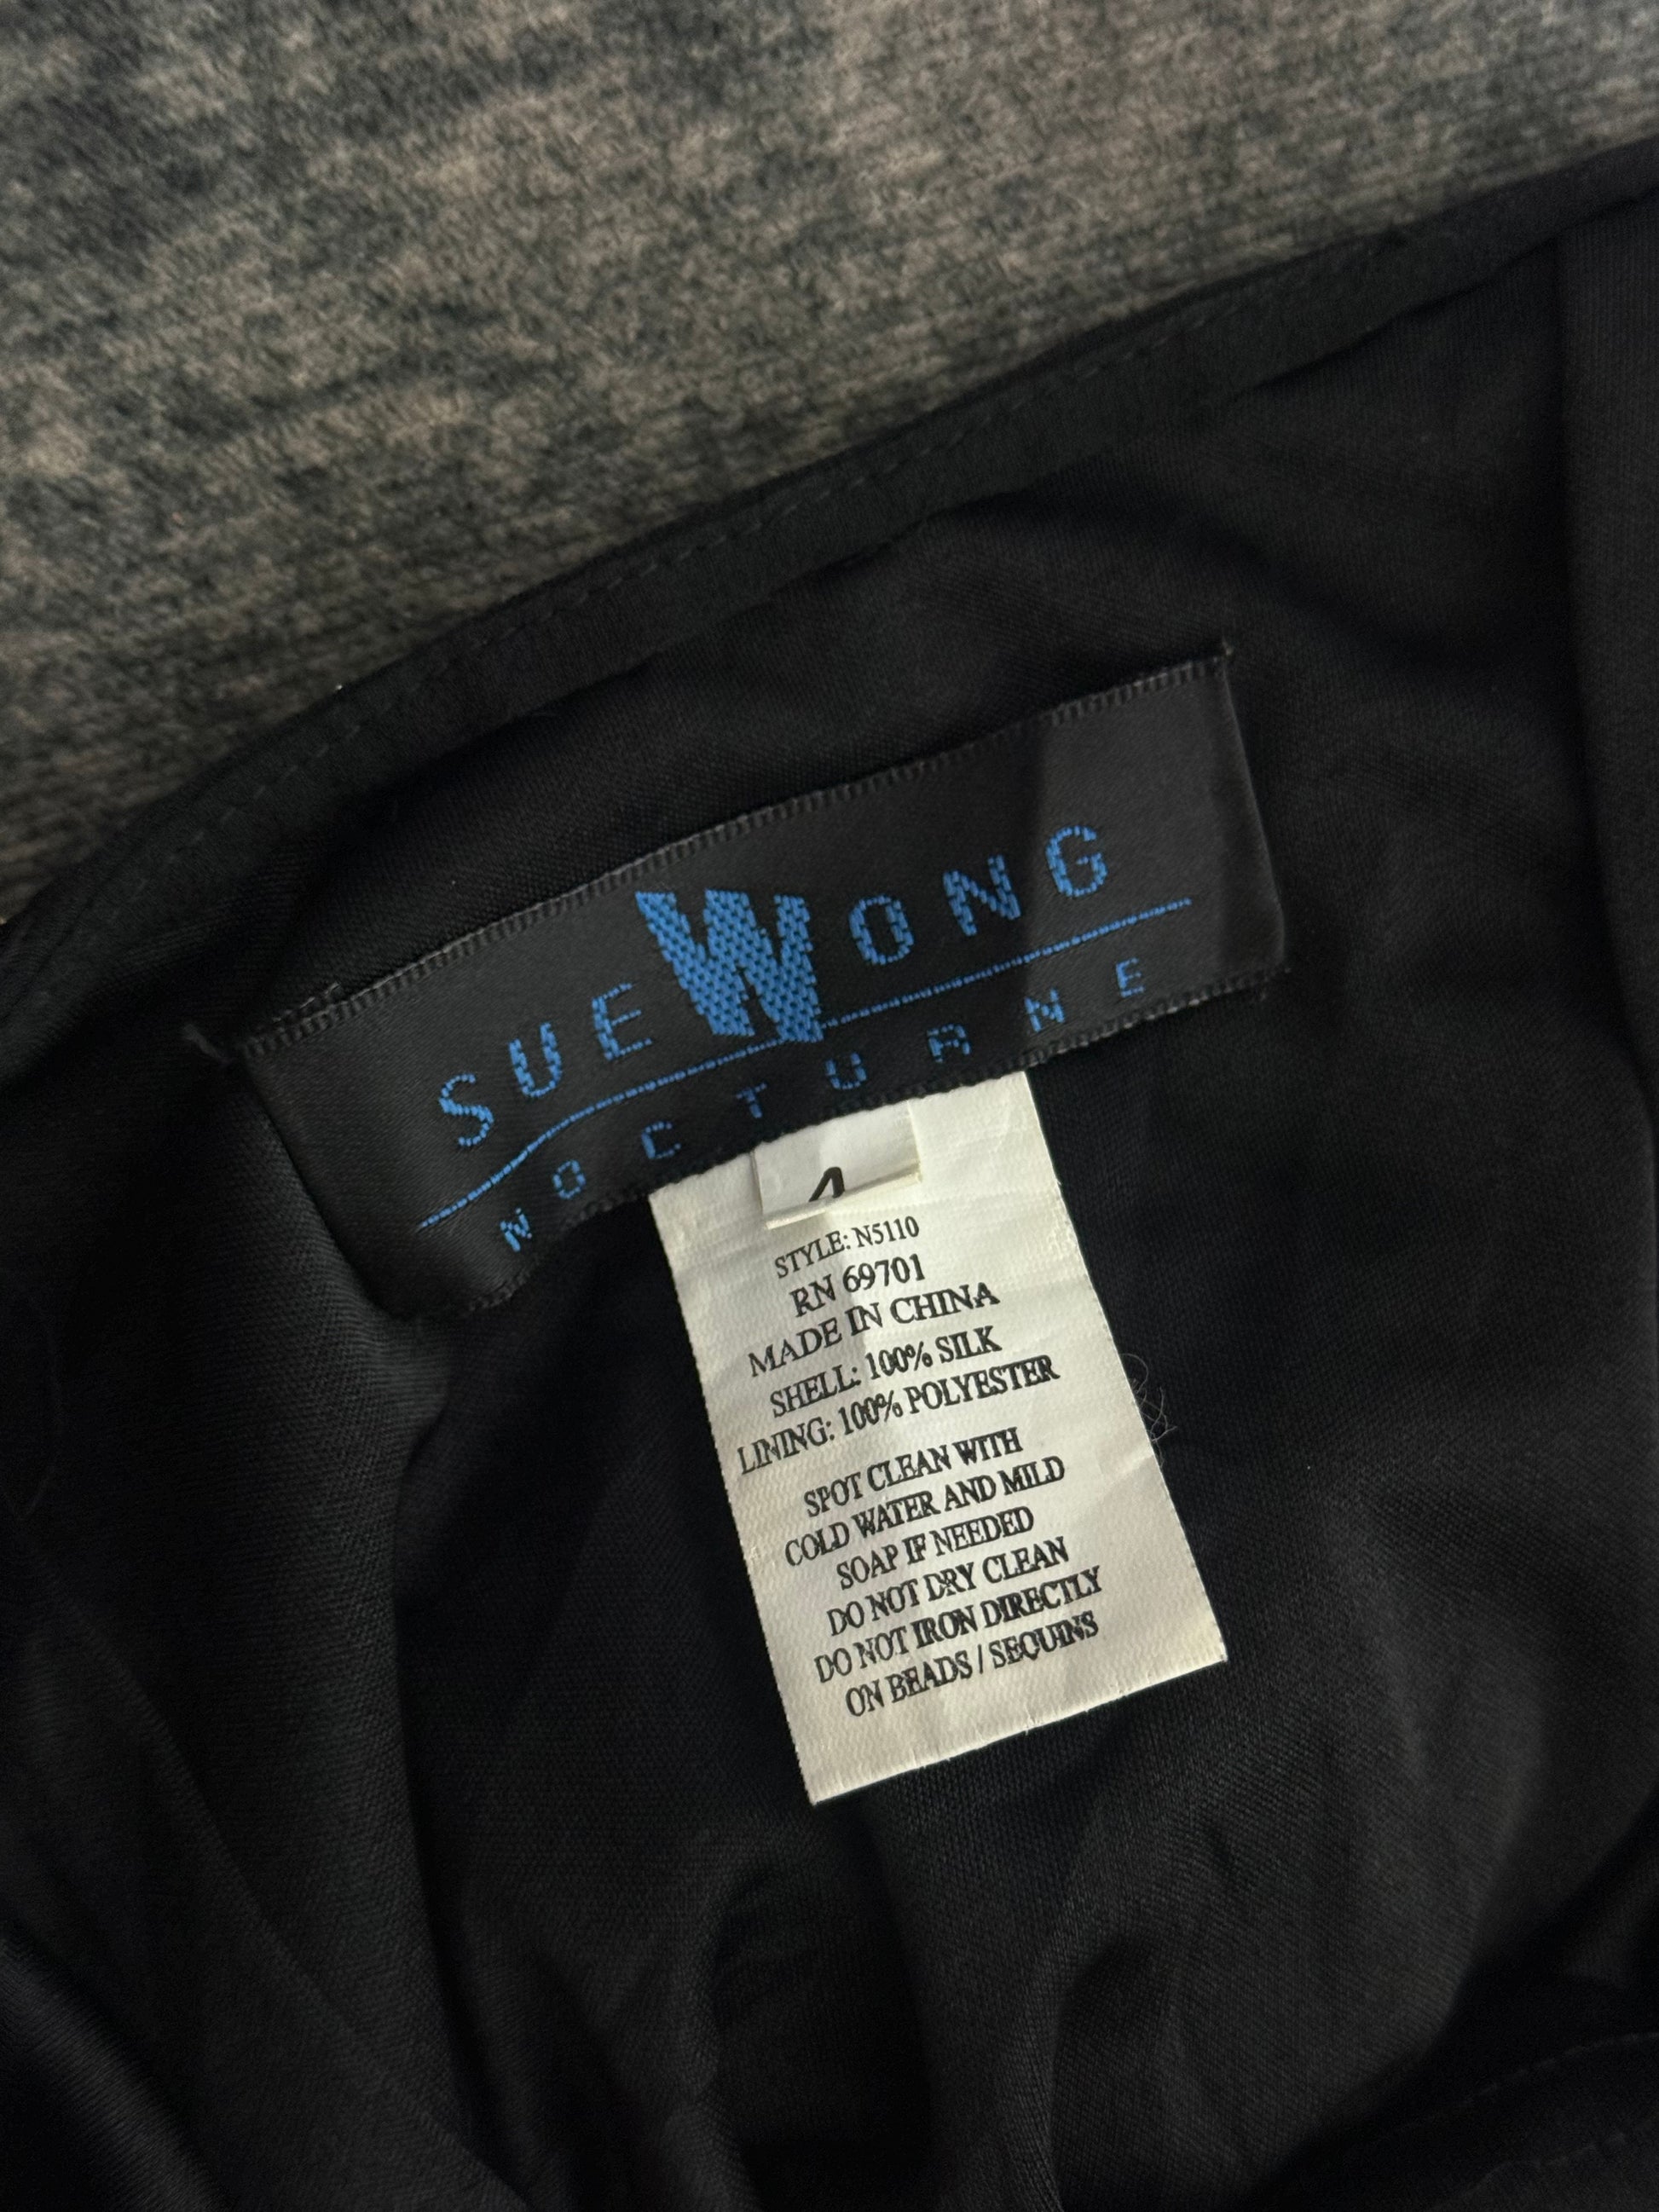 SUE WONG
NOCTURNE
4
STYLE: N5110
RN 69701
MADE IN CHINA
SHELL: 100% SILK
LINING: 100% POLYESTER
SPOT CLEAN WITH
COLD WATER AND MILD
SOAP IF NEEDED
DO NOT DRY CLEAN
DO NOT IRON DIRECTLY
ON BEADS / SEQUINS